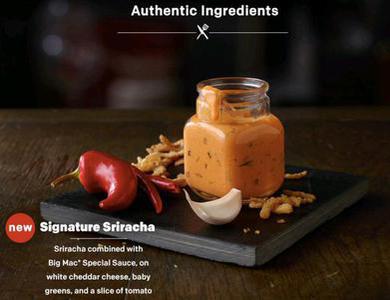 Authentic Ingredients
new Signature Sriracha
Sriracha combined with
Big Mac® Special Sauce, on
white cheddar cheese, baby
greens, and a slice of tomato